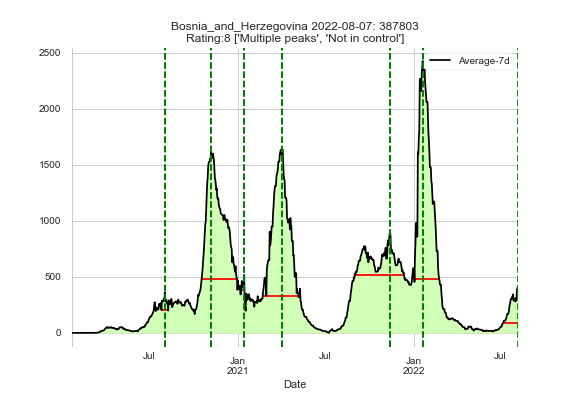 Bosnia_and_Herzegovina 2022-08-07: 387803
Rating:8 ['Multiple peaks', 'Not in control']
Average-7d
2500
2000
1500
1000
500
0
Jul
Jan
2021
Jul
Jan
2022
Jul
Date